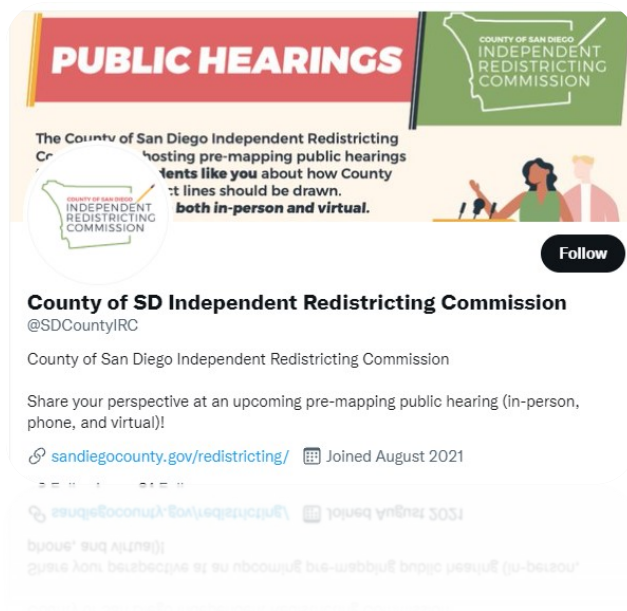 PUBLIC HEARINGS
COUNTY OF SAN DIEGO
INDEPENDENT
REDISTRICTING
COMMISSION
The County of San Diego Independent Redistricting
hosting pre-mapping public hearings
like you about how County
lines should be drawn.
both in-person and virtual.
COUNTY OF SAN DIEGO
INDEPENDENT
REDISTRICTING
COMMISSION
Follow
County of SD Independent Redistricting Commission
@SDCountyIRC
County of San Diego Independent Redistricting Commission
Share your perspective at an upcoming pre-mapping public hearing (in-person,
phone, and virtual)!
sandiegocounty.gov/redistricting/ Joined August 2021